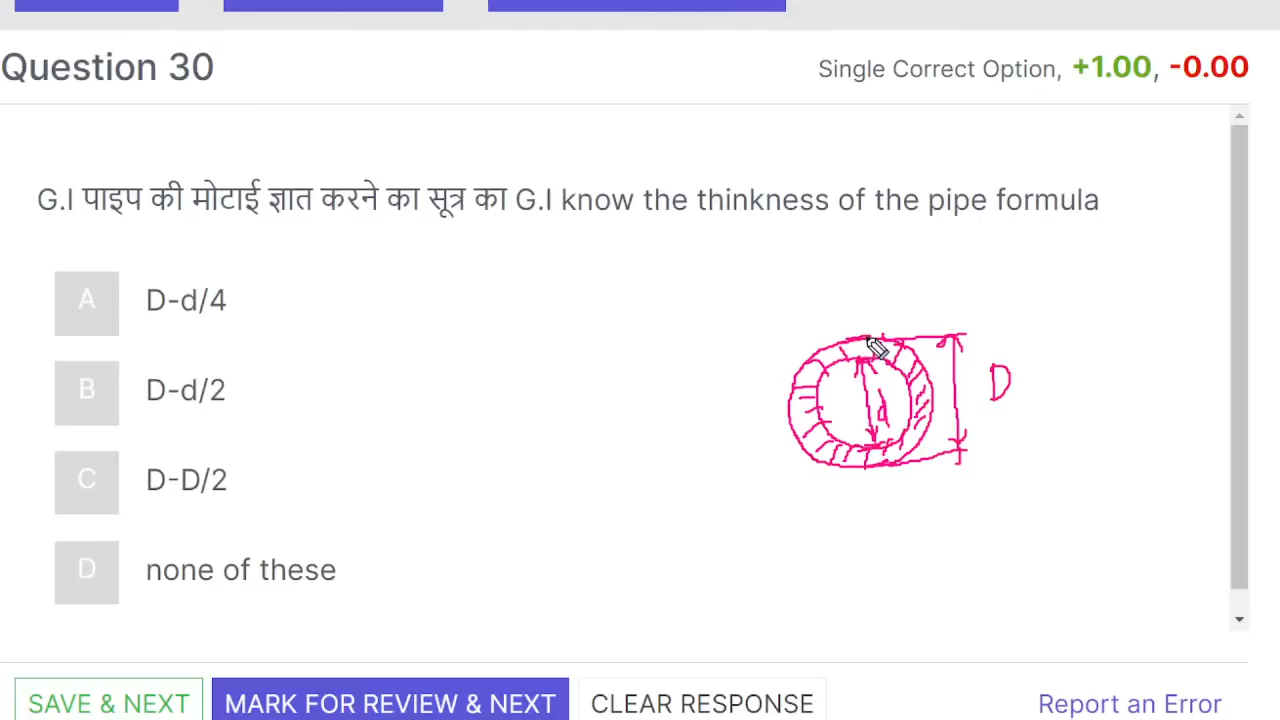 Question 30
Single Correct Option, +1.00, -0.00
G.I पाइप की मोटाई ज्ञात करने का सूत्र का G.I know the thinkness of the pipe formula
A D-d/4
B D-d/2
C D-D/2
D none of these
d
D
SAVE & NEXT
MARK FOR REVIEW & NEXT
CLEAR RESPONSE
Report an Error